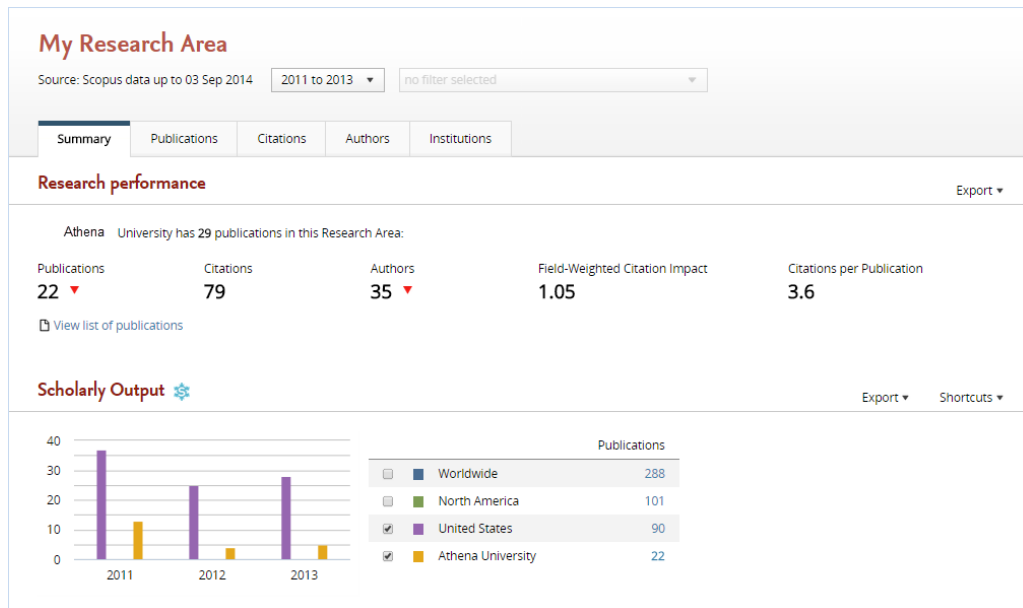 My Research Area
Source: Scopus data up to 03 Sep 2014 2011 to 2013 no filter selected
Summary Publications Citations Authors Institutions
Research performance
Export
Athena University has 29 publications in this Research Area:
Publications Citations Authors Field-Weighted Citation Impact Citations per Publication
22 79 35 1.05 3.6
View list of publications
Scholarly Output
Export Shortcuts
40
30
20
10
0
2011 2012 2013
Publications
Worldwide 288
North America 101
United States 90
Athena University 22